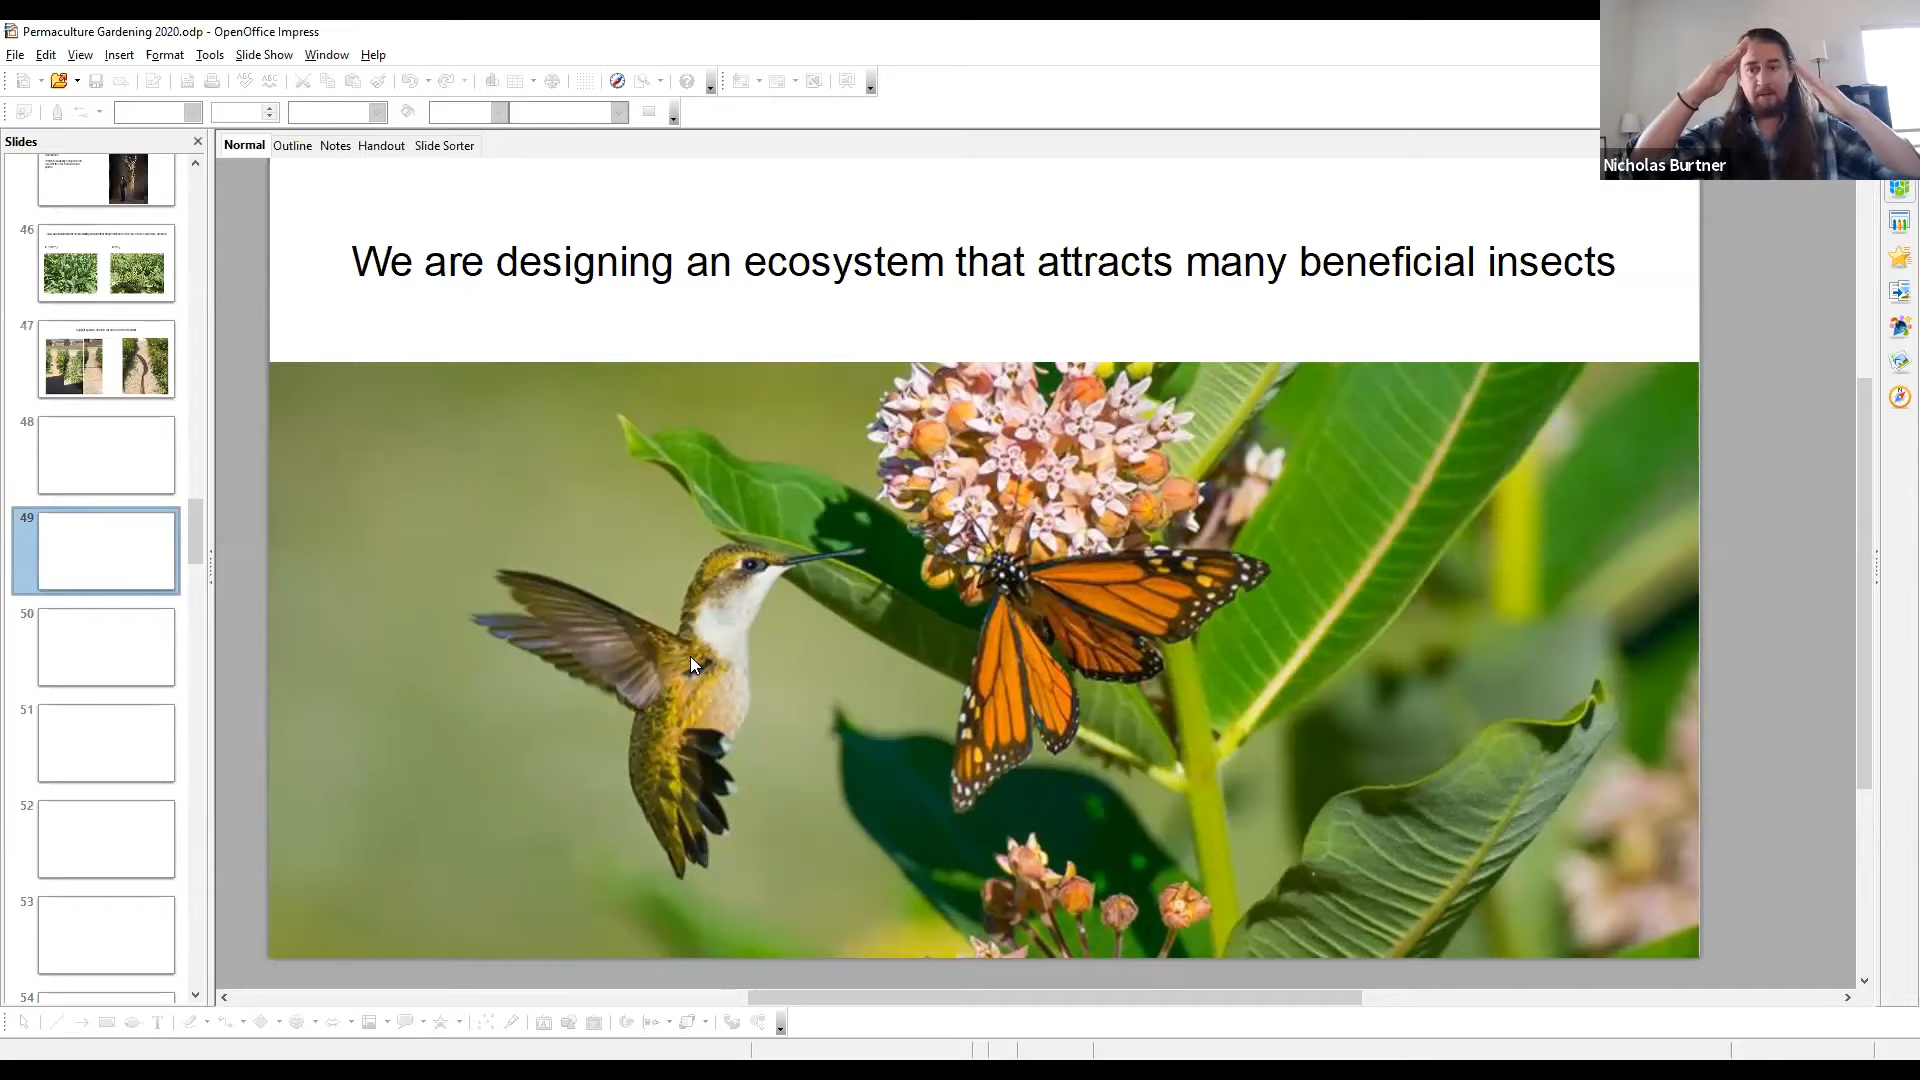 Permaculture Gardening 2020.odp - OpenOffice Impress
File Edit View Insert Format Tools Slide Show Window Help
Slides
Normal Outline Notes Handout Slide Sorter
Nicholas Burtner
46
47
48
49
50
51
52
53
54
We are designing an ecosystem that attracts many beneficial insects